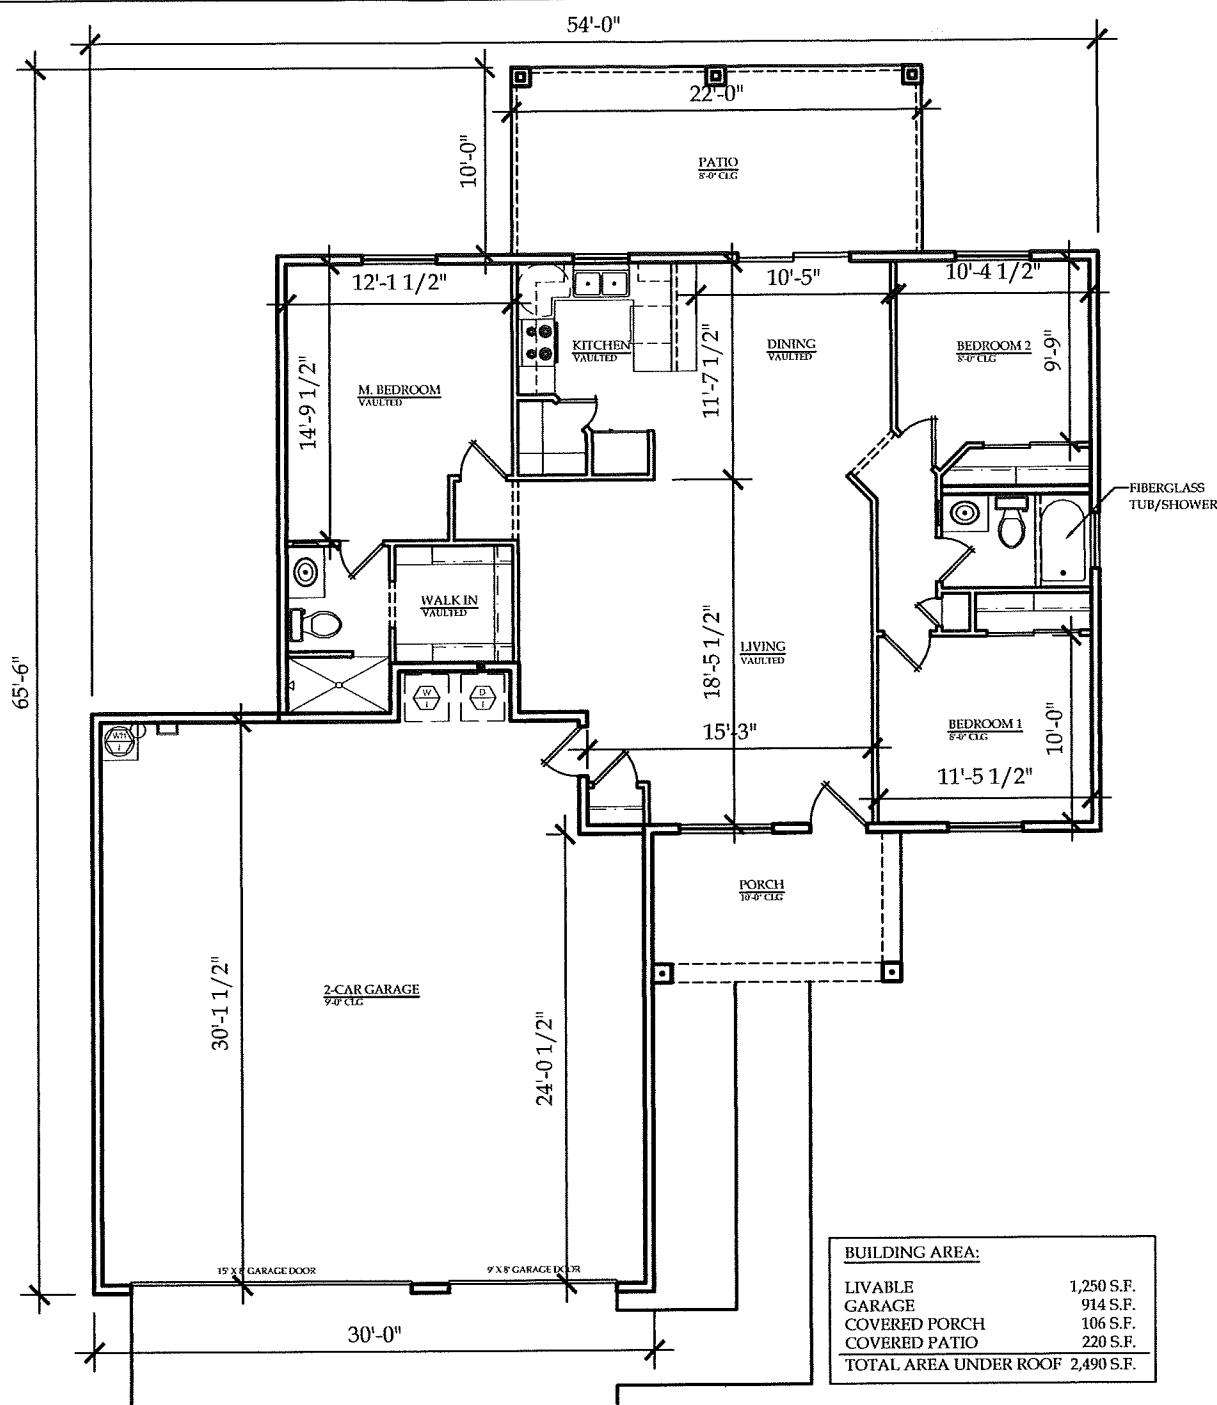 54'-0"
22'-0"
10'-0"
PATIO
8'-0" CLG
12'-1 1/2"
10'-5"
10'-4 1/2"
KITCHEN
VAULTED
DINING
VAULTED
BEDROOM 2
8'-0" CLG
9'-9"
11'-7 1/2"
M. BEDROOM
VAULTED
14'-9 1/2"
FIBERGLASS
TUB/SHOWER
WALK IN
VAULTED
65'-6"
18'-5 1/2"
LIVING
VAULTED
W
1
D
1
WH
1
15'-3"
BEDROOM 1
8'-0" CLG
10'-0"
11'-5 1/2"
PORCH
10'-0" CLG
2-CAR GARAGE
9'-0" CLG
30'-1 1/2"
24'-0 1/2"
15' X 8' GARAGE DOOR
9' X 8' GARAGE DOOR
30'-0"
BUILDING AREA:
LIVABLE 1,250 S.F.
GARAGE 914 S.F.
COVERED PORCH 106 S.F.
COVERED PATIO 220 S.F.
TOTAL AREA UNDER ROOF 2,490 S.F.